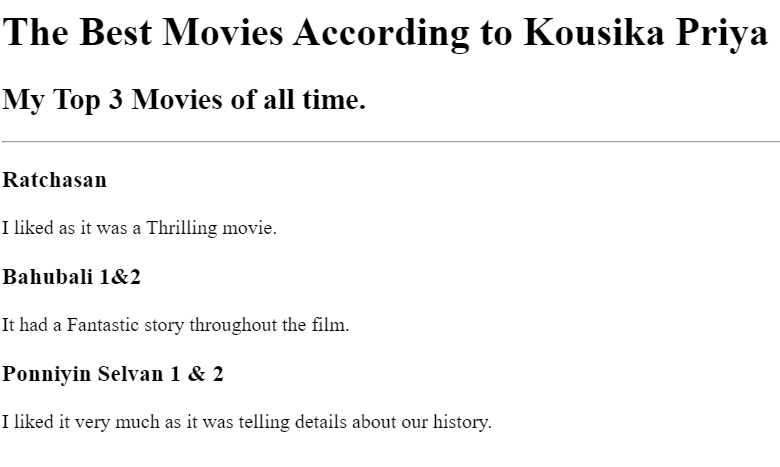 The Best Movies According to Kousika Priya
My Top 3 Movies of all time.
Ratchasan
I liked as it was a Thrilling movie.
Bahubali 1&2
It had a Fantastic story throughout the film.
Ponniyin Selvan 1 & 2
I liked it very much as it was telling details about our history.